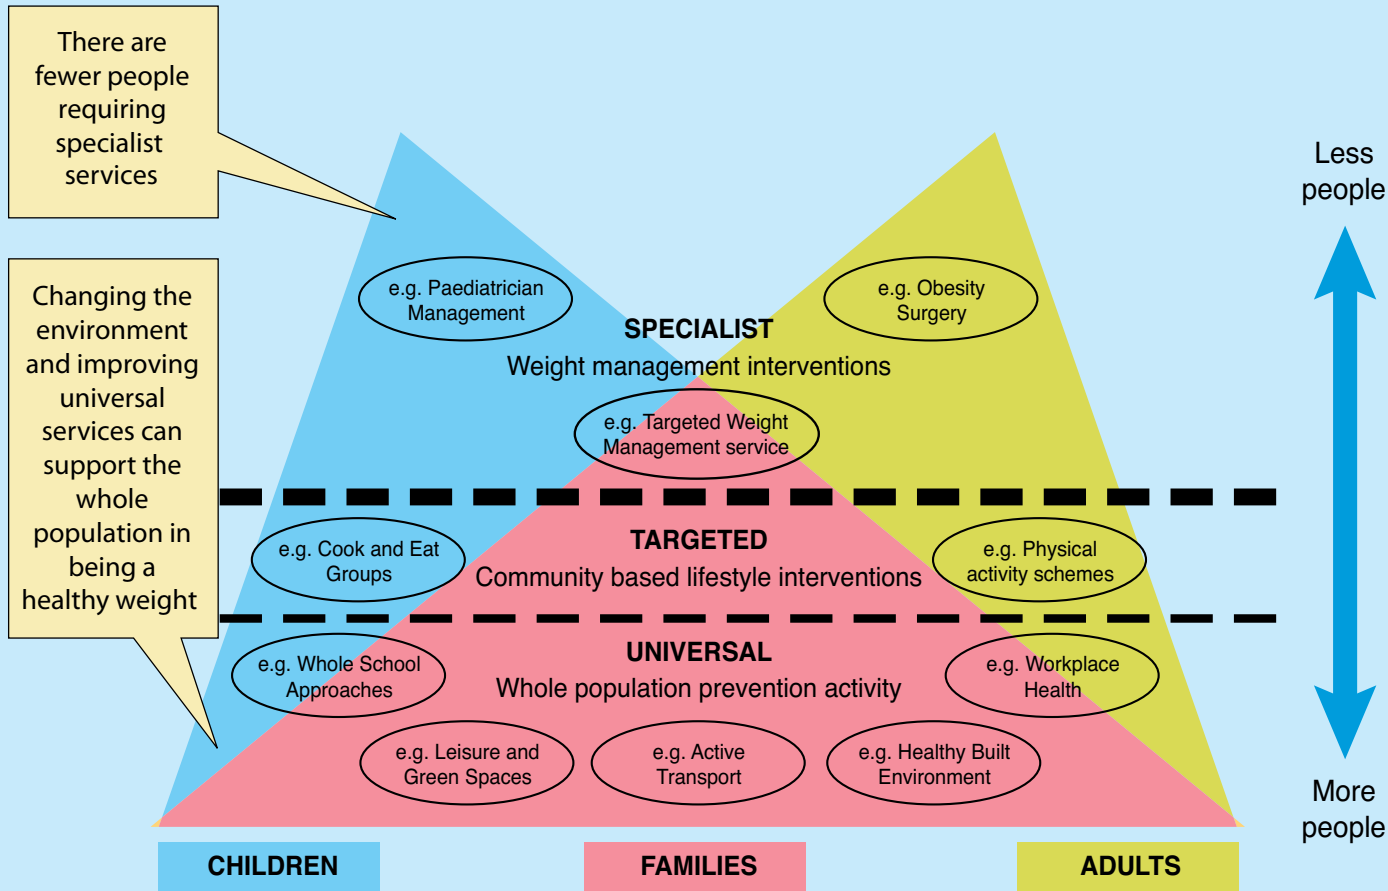 There are
fewer people
requiring
specialist
services
Changing the
environment
and improving
universal
services can
support the
whole
population in
being a
healthy weight
Less
people
e.g. Paediatrician
Management
e.g. Obesity
Surgery
SPECIALIST
Weight management interventions
e.g. Targeted Weight
Management service
e.g. Cook and Eat
Groups
TARGETED
Community based lifestyle interventions
e.g. Physical
activity schemes
UNIVERSAL
Whole population prevention activity
e.g. Whole School
Approaches
e.g. Workplace
Health
e.g. Leisure and
Green Spaces
e.g. Active
Transport
e.g. Healthy Built
Environment
More
people
CHILDREN
FAMILIES
ADULTS